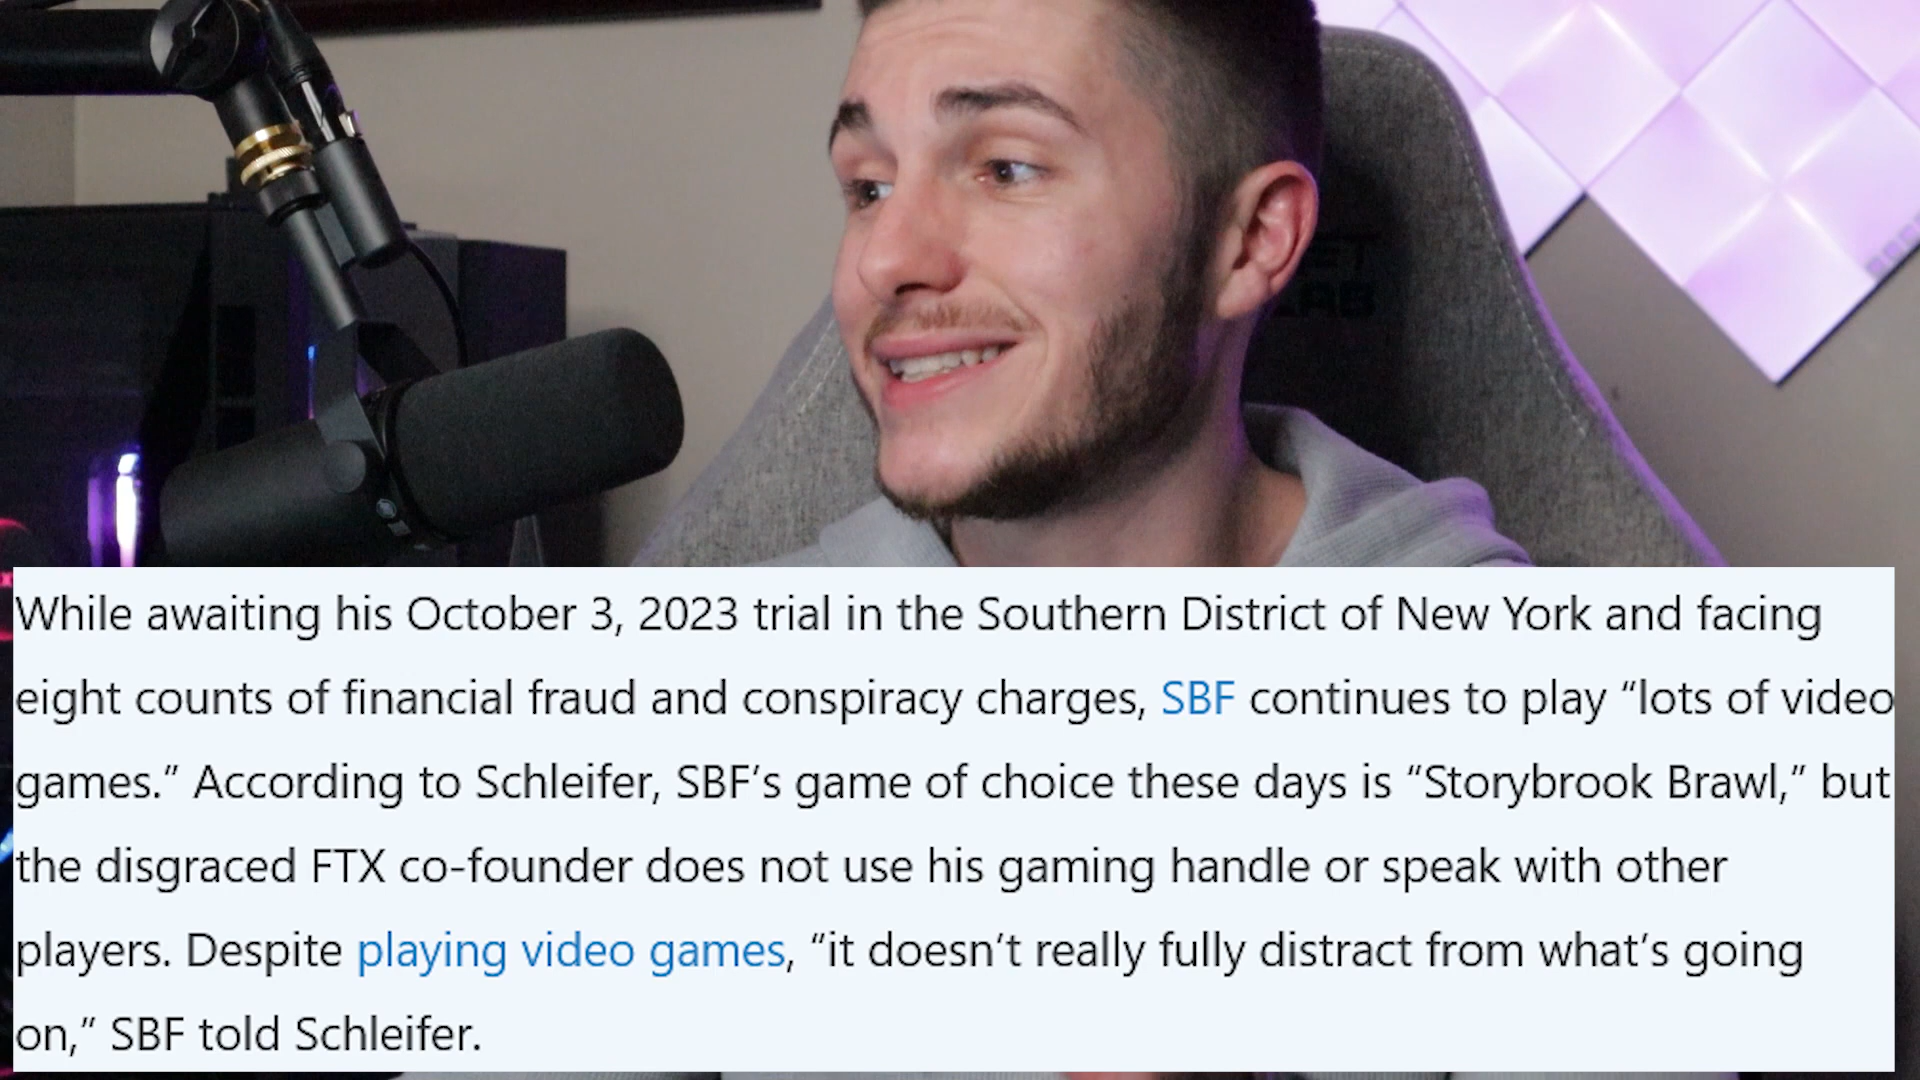 While awaiting his October 3, 2023 trial in the Southern District of New York and facing
eight counts of financial fraud and conspiracy charges, SBF continues to play “lots of video
games.” According to Schleifer, SBF’s game of choice these days is “Storybrook Brawl,” but
the disgraced FTX co-founder does not use his gaming handle or speak with other
players. Despite playing video games, “it doesn’t really fully distract from what’s going
on,” SBF told Schleifer.